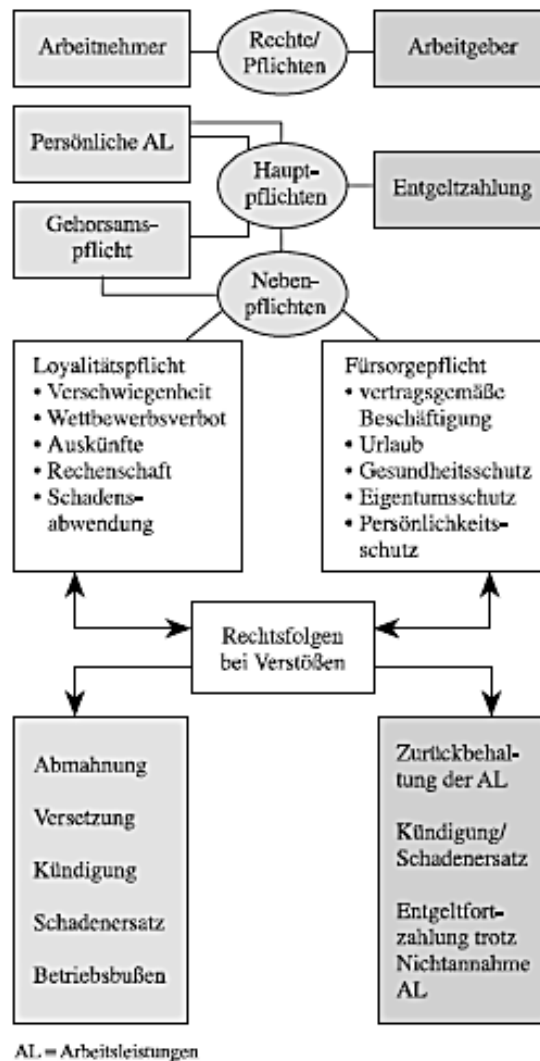 Arbeitnehmer
Rechte/
Pflichten
Arbeitgeber
Persönliche AL
Haupt-
pflichten
Entgeltzahlung
Gehorsams-
pflicht
Neben-
pflichten
Loyalitätspflicht
• Verschwiegenheit
• Wettbewerbsverbot
• Auskünfte
• Rechenschaft
• Schadens-
abwendung
Fürsorgepflicht
• vertragsgemäße
Beschäftigung
• Urlaub
• Gesundheitsschutz
• Eigentumsschutz
• Persönlichkeits-
schutz
Rechtsfolgen
bei Verstößen
Abmahnung
Versetzung
Kündigung
Schadenersatz
Betriebsbußen
Zurückbehal-
tung der AL
Kündigung/
Schadenersatz
Entgeltfort-
zahlung trotz
Nichtannahme
AL
AL = Arbeitsleistungen